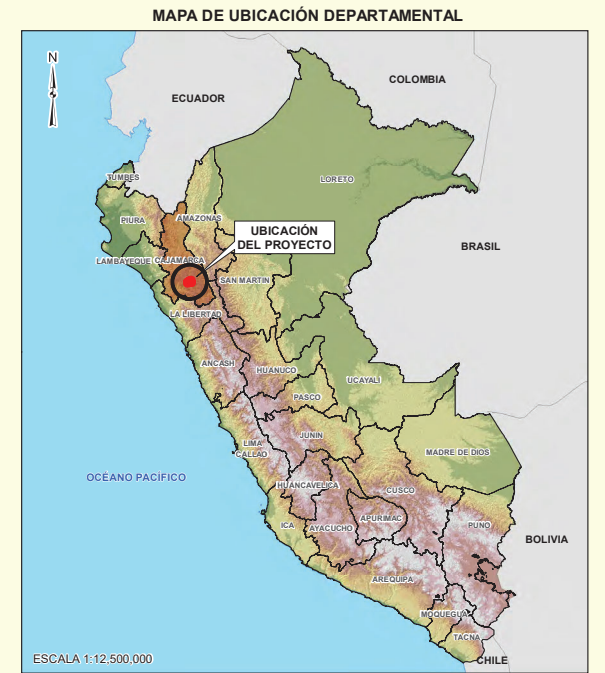 MAPA DE UBICACIÓN DEPARTAMENTAL
N
COLOMBIA
ECUADOR
TUMBES
LORETO
PIURA
AMAZONAS
UBICACIÓN
DEL PROYECTO
BRASIL
LAMBAYEQUE
CAJAMARCA
SAN MARTIN
LA LIBERTAD
ANCASH
HUANUCO
UCAYALI
PASCO
LIMA
CALLAO
JUNIN
MADRE DE DIOS
OCÉANO PACÍFICO
HUANCAVELICA
CUSCO
ICA
AYACUCHO
APURIMAC
PUNO
BOLIVIA
AREQUIPA
MOQUEGUA
TACNA
ESCALA 1:12,500,000
CHILE